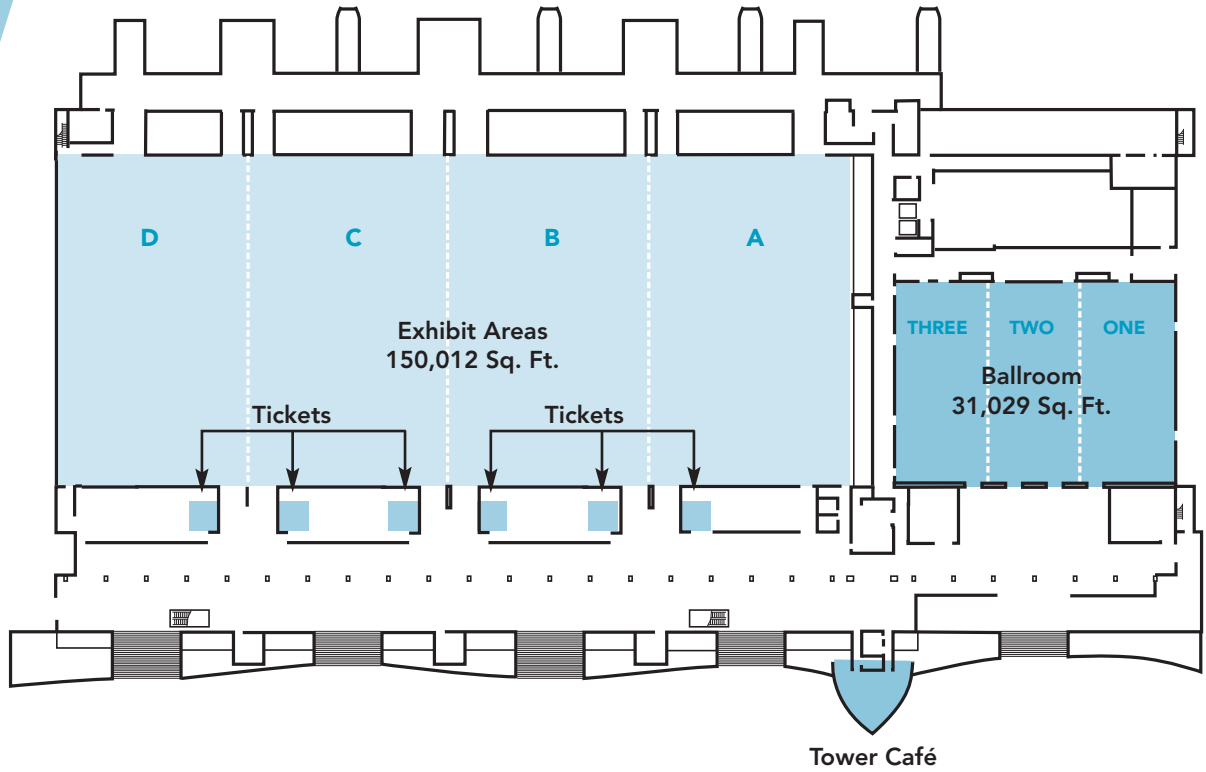 D
C
B
A
Exhibit Areas
150,012 Sq. Ft.
THREE
TWO
ONE
Ballroom
31,029 Sq. Ft.
Tickets
Tickets
Tower Café